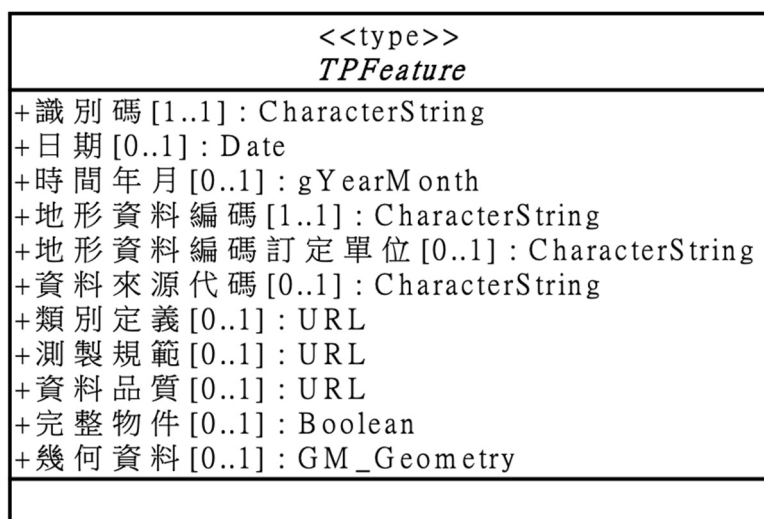 <<type>>
TPFeature
+識別碼[1..1] : CharacterString
+日期[0..1] : Date
+時間年月[0..1] : gYearMonth
+地形資料編碼[1..1] : CharacterString
+地形資料編碼訂定單位[0..1] : CharacterString
+資料來源代碼[0..1] : CharacterString
+類別定義[0..1] : URL
+測製規範[0..1] : URL
+資料品質[0..1] : URL
+完整物件[0..1] : Boolean
+幾何資料[0..1] : GM_Geometry